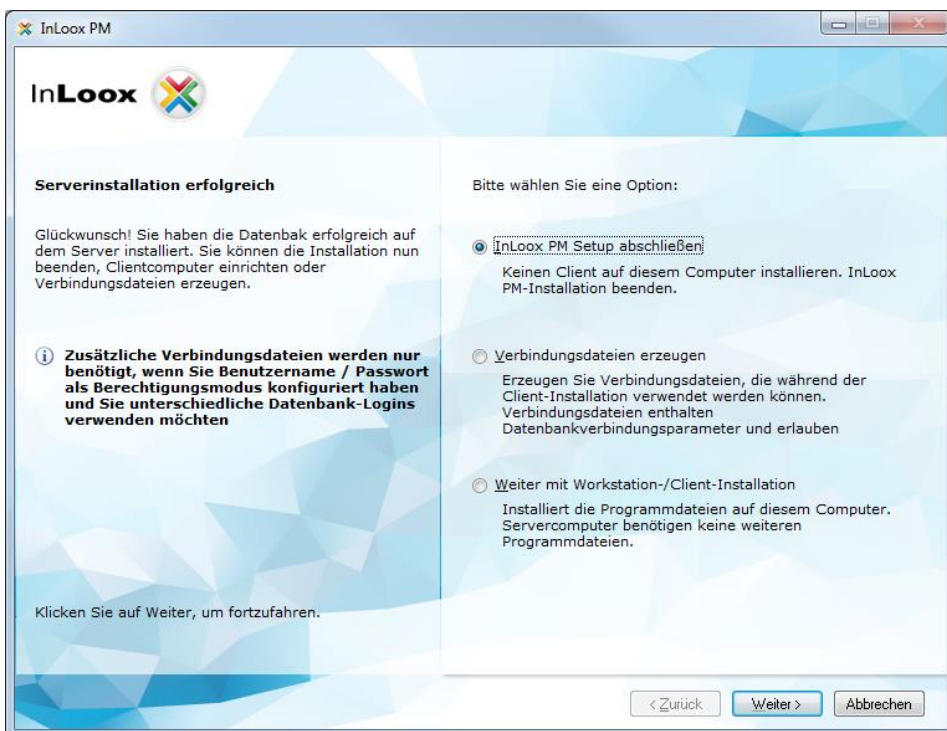 InLoox PM
InLoox
Serverinstallation erfolgreich
Glückwunsch! Sie haben die Datenbak erfolgreich auf
dem Server installiert. Sie können die Installation nun
beenden, Clientcomputer einrichten oder
Verbindungsdateien erzeugen.
Zusätzliche Verbindungsdateien werden nur
benötigt, wenn Sie Benutzername / Passwort
als Berechtigungsmodus konfiguriert haben
und Sie unterschiedliche Datenbank-Logins
verwenden möchten
Klicken Sie auf Weiter, um fortzufahren.
Bitte wählen Sie eine Option:
InLoox PM Setup abschließen
Keinen Client auf diesem Computer installieren. InLoox
PM-Installation beenden.
Verbindungsdateien erzeugen
Erzeugen Sie Verbindungsdateien, die während der
Client-Installation verwendet werden können.
Verbindungsdateien enthalten
Datenbankverbindungsparameter und erlauben
Weiter mit Workstation-/Client-Installation
Installiert die Programmdateien auf diesem Computer.
Servercomputer benötigen keine weiteren
Programmdateien.
< Zurück
Weiter >
Abbrechen